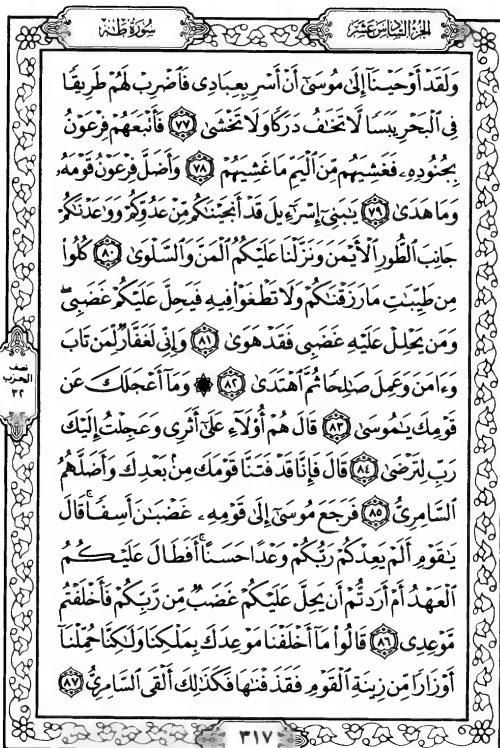 الجزء السادس عشر
سورة طه
وَلَقَدْ أَوْحَيْنَآ إِلَىٰ مُوسَىٰٓ أَنْ أَسْرِ بِعِبَادِى فَٱضْرِبْ لَهُمْ طَرِيقًا
فِى ٱلْبَحْرِ يَبَسًا لَّا تَخَٰفُ دَرَكًا وَلَا تَخْشَىٰ ٧٧ فَأَتْبَعَهُمْ فِرْعَوْنُ
بِجُنُودِهِۦ فَغَشِيَهُم مِّنَ ٱلْيَمِّ مَا غَشِيَهُمْ ٧٨ وَأَضَلَّ فِرْعَوْنُ قَوْمَهُۥ
وَمَا هَدَىٰ ٧٩ يَٰبَنِىٓ إِسْرَٰٓءِيلَ قَدْ أَنجَيْنَٰكُم مِّنْ عَدُوِّكُمْ وَوَٰعَدْنَٰكُمْ
جَانِبَ ٱلطُّورِ ٱلْأَيْمَنَ وَنَزَّلْنَا عَلَيْكُمُ ٱلْمَنَّ وَٱلسَّلْوَىٰ ٨٠ كُلُوا۟
مِن طَيِّبَٰتِ مَا رَزَقْنَٰكُمْ وَلَا تَطْغَوْا۟ فِيهِ فَيَحِلَّ عَلَيْكُمْ غَضَبِى ۖ
وَمَن يَحْلِلْ عَلَيْهِ غَضَبِى فَقَدْ هَوَىٰ ٨١ وَإِنِّى لَغَفَّارٌ لِّمَن تَابَ
وَءَامَنَ وَعَمِلَ صَٰلِحًا ثُمَّ ٱهْتَدَىٰ ٨٢ ۞ وَمَآ أَعْجَلَكَ عَن
قَوْمِكَ يَٰمُوسَىٰ ٨٣ قَالَ هُمْ أُو۟لَآءِ عَلَىٰٓ أَثَرِى وَعَجِلْتُ إِلَيْكَ
رَبِّ لِتَرْضَىٰ ٨٤ قَالَ فَإِنَّا قَدْ فَتَنَّا قَوْمَكَ مِنۢ بَعْدِكَ وَأَضَلَّهُمُ
ٱلسَّامِرِىُّ ٨٥ فَرَجَعَ مُوسَىٰٓ إِلَىٰ قَوْمِهِۦ غَضْبَٰنَ أَسِفًا ۚ قَالَ
يَٰقَوْمِ أَلَمْ يَعِدْكُمْ رَبُّكُمْ وَعْدًا حَسَنًا ۚ أَفَطَالَ عَلَيْكُمُ
ٱلْعَهْدُ أَمْ أَرَدتُّمْ أَن يَحِلَّ عَلَيْكُمْ غَضَبٌ مِّن رَّبِّكُمْ فَأَخْلَفْتُم
مَّوْعِدِى ٨٦ قَالُوا۟ مَآ أَخْلَفْنَا مَوْعِدَكَ بِمَلْكِنَا وَلَٰكِنَّا حُمِّلْنَآ
أَوْزَارًا مِّن زِينَةِ ٱلْقَوْمِ فَقَذَفْنَٰهَا فَكَذَٰلِكَ أَلْقَى ٱلسَّامِرِىُّ ٨٧
نصف
الحزب
٣٢
٣١٧